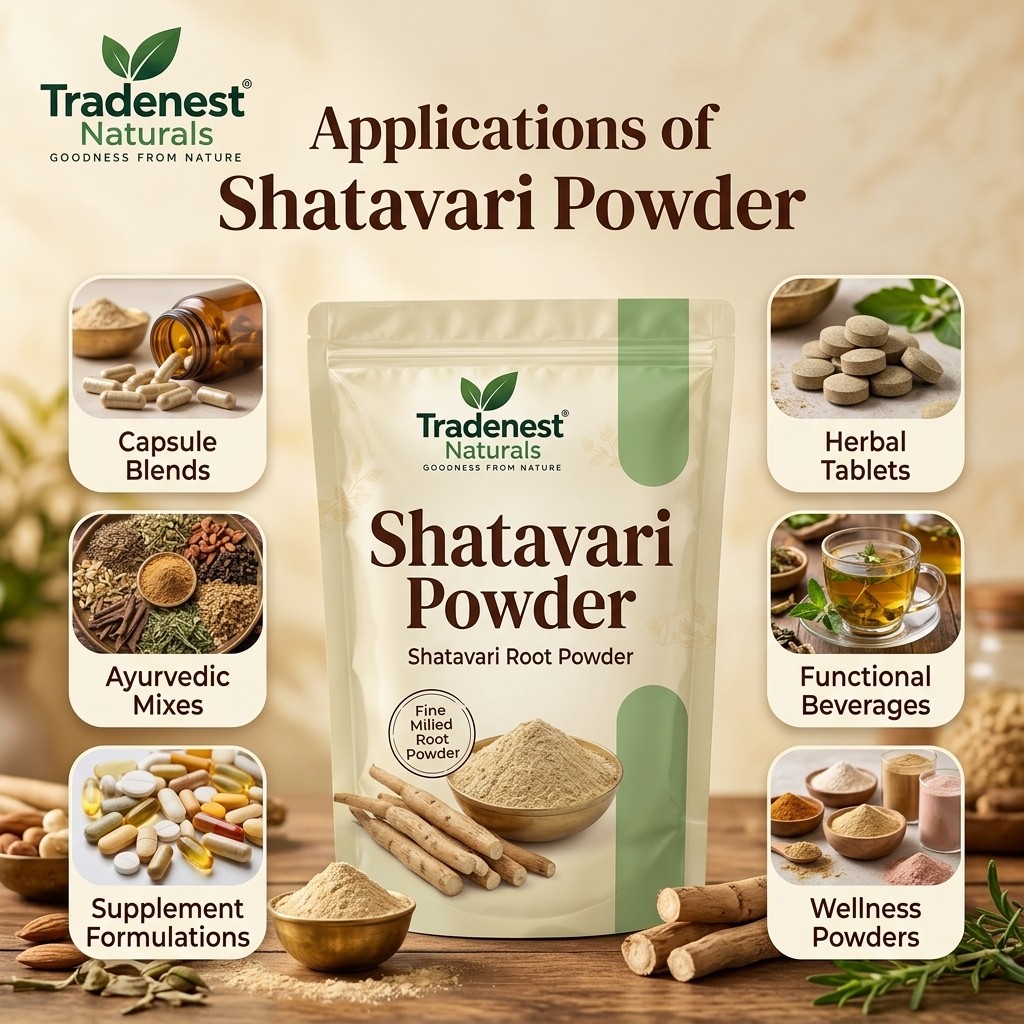 Tradenest®
Naturals
GOODNESS FROM NATURE
Applications of
Shatavari Powder
Capsule
Blends
Ayurvedic
Mixes
Supplement
Formulations
Tradenest®
Naturals
GOODNESS FROM NATURE
Shatavari
Powder
Shatavari Root Powder
Fine
Milied
Root
Powder
Herbal
Tablets
Functional
Beverages
Wellness
Powders